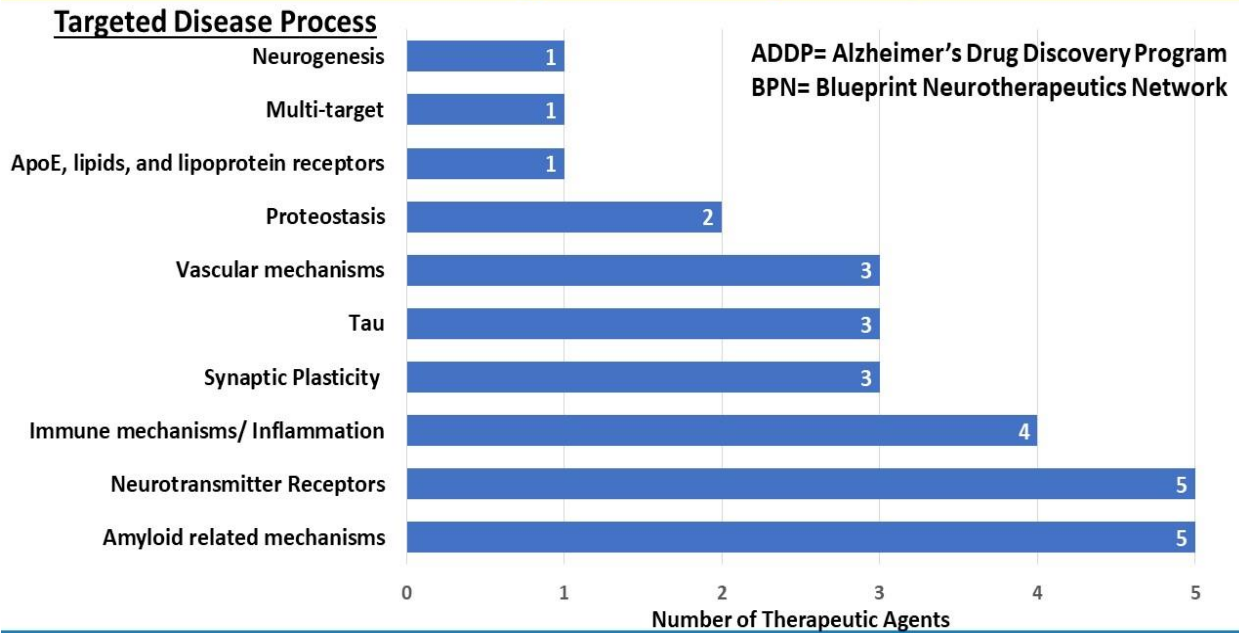 Targeted Disease Process
ADDP= Alzheimer's Drug Discovery Program
BPN= Blueprint Neurotherapeutics Network
Neurogenesis 1
Multi-target 1
ApoE, lipids, and lipoprotein receptors 1
Proteostasis 2
Vascular mechanisms 3
Tau 3
Synaptic Plasticity 3
Immune mechanisms/ Inflammation 4
Neurotransmitter Receptors 5
Amyloid related mechanisms 5
0 1 2 3 4 5
Number of Therapeutic Agents